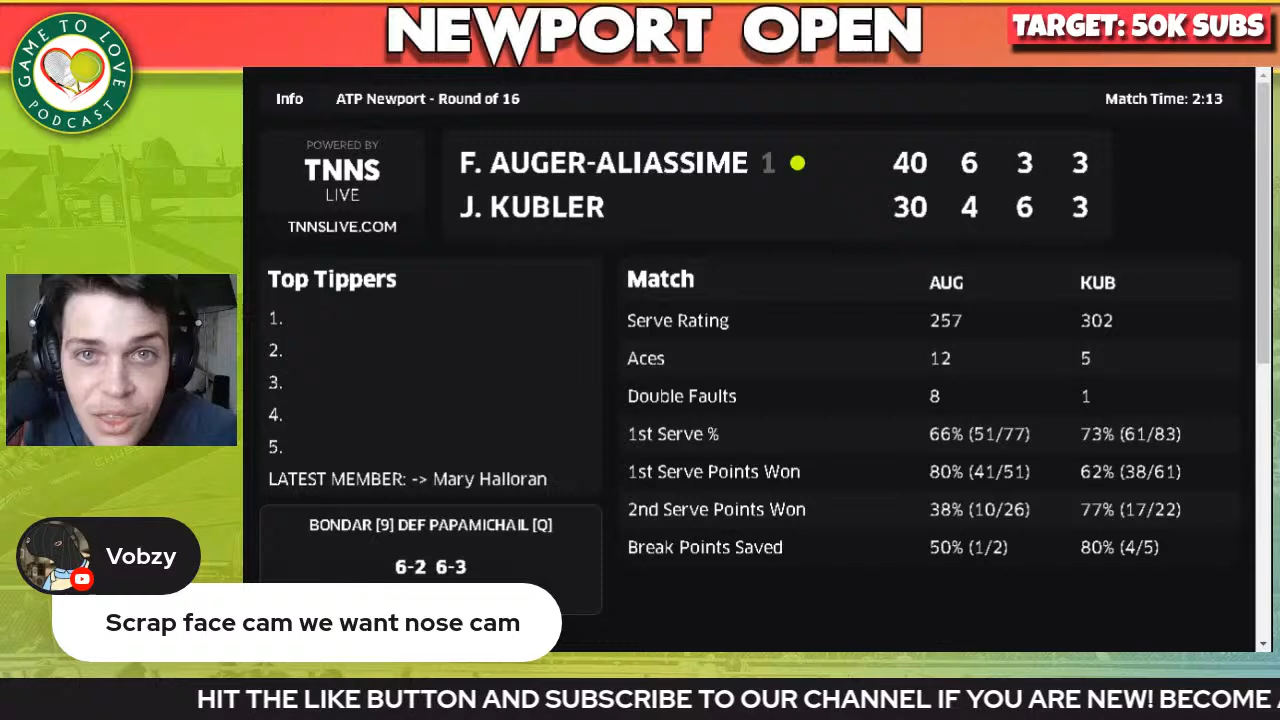 GAME TO LOVE
PODCAST
NEWPORT OPEN
TARGET: 50K SUBS
Info ATP Newport - Round of 16 Match Time: 2:13
POWERED BY
TNNS
LIVE
TNNSLIVE.COM
F. AUGER-ALIASSIME 1 40 6 3 3
J. KUBLER 30 4 6 3
Top Tippers
1.
2.
3.
4.
5.
LATEST MEMBER: -> Mary Halloran
BONDAR [9] DEF PAPAMICHAIL [Q]
6-2 6-3
Match AUG KUB
Serve Rating 257 302
Aces 12 5
Double Faults 8 1
1st Serve % 66% (51/77) 73% (61/83)
1st Serve Points Won 80% (41/51) 62% (38/61)
2nd Serve Points Won 38% (10/26) 77% (17/22)
Break Points Saved 50% (1/2) 80% (4/5)
Vobzy
Scrap face cam we want nose cam
HIT THE LIKE BUTTON AND SUBSCRIBE TO OUR CHANNEL IF YOU ARE NEW! BECOME